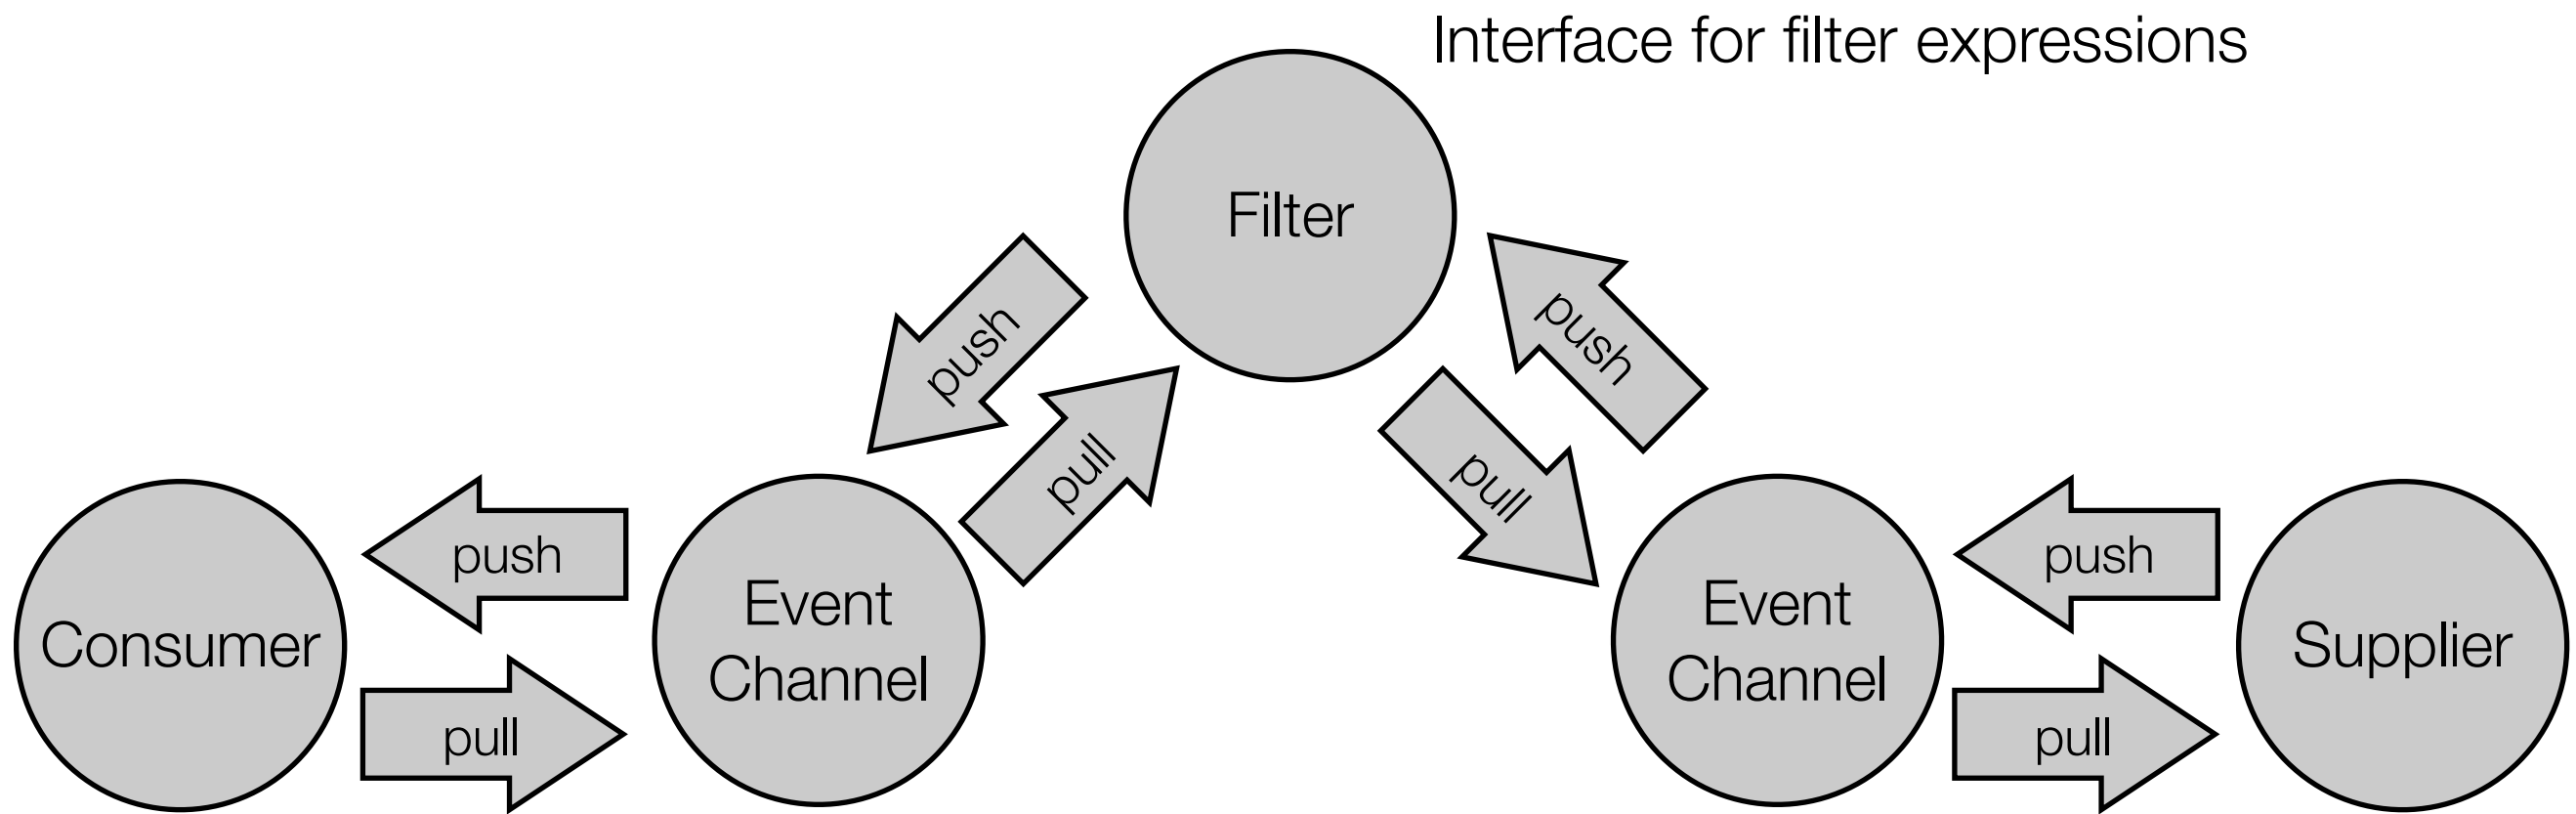 Interface for filter expressions
Filter
push
push
pull
pull
push
push
Event
Channel
Event
Channel
Consumer
Supplier
pull
pull